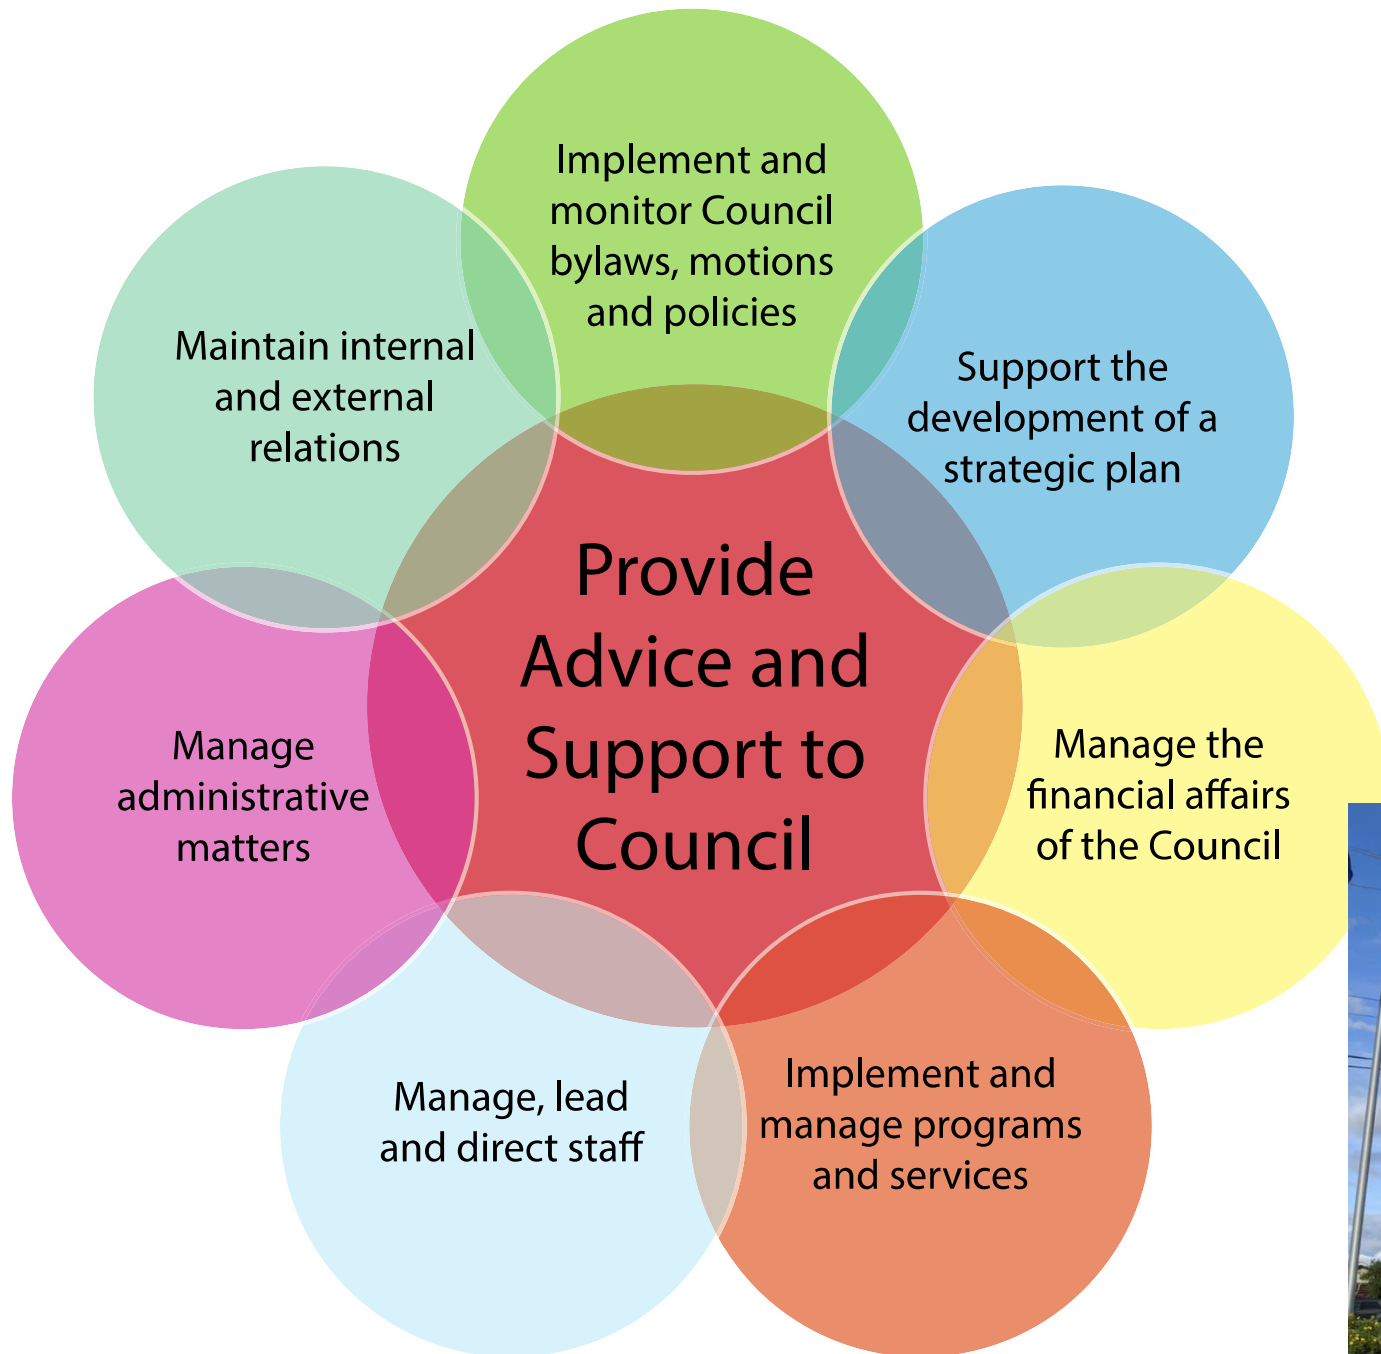 Implement and
monitor Council
bylaws, motions
and policies
Support the
development of a
strategic plan
Manage the
financial affairs
of the Council
Implement and
manage programs
and services
Manage, lead
and direct staff
Manage
administrative
matters
Maintain internal
and external
relations
Provide
Advice and
Support to
Council